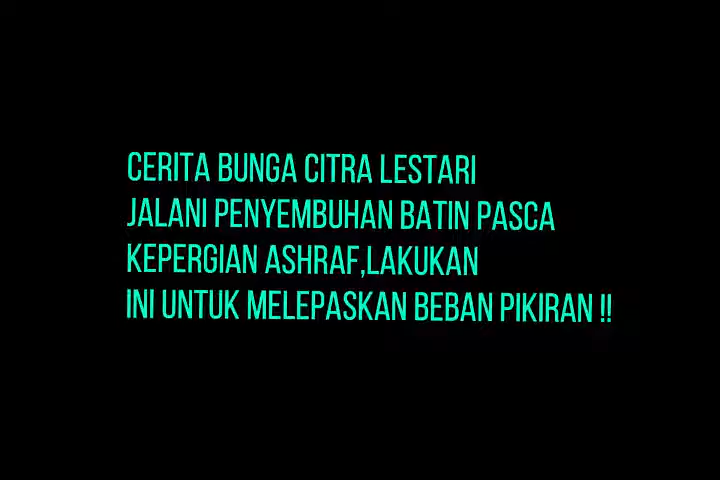 CERITA BUNGA CITRA LESTARI
JALANI PENYEMBUHAN BATIN PASCA
KEPERGIAN ASHRAF,LAKUKAN
INI UNTUK MELEPASKAN BEBAN PIKIRAN !!